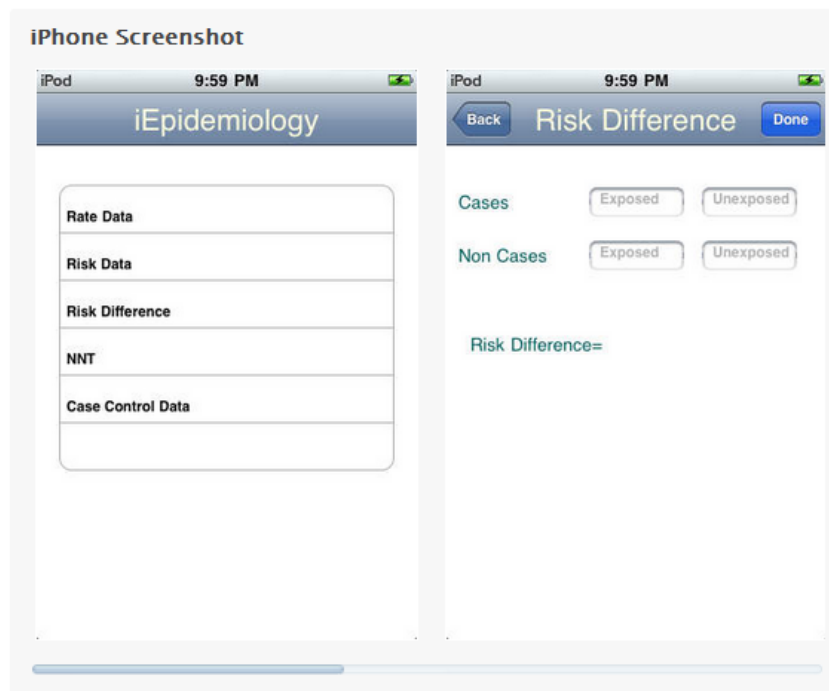 iPhone Screenshot
iPod 9:59 PM
iEpidemiology
Rate Data
Risk Data
Risk Difference
NNT
Case Control Data
iPod 9:59 PM
Back Risk Difference Done
Cases Exposed Unexposed
Non Cases Exposed Unexposed
Risk Difference=